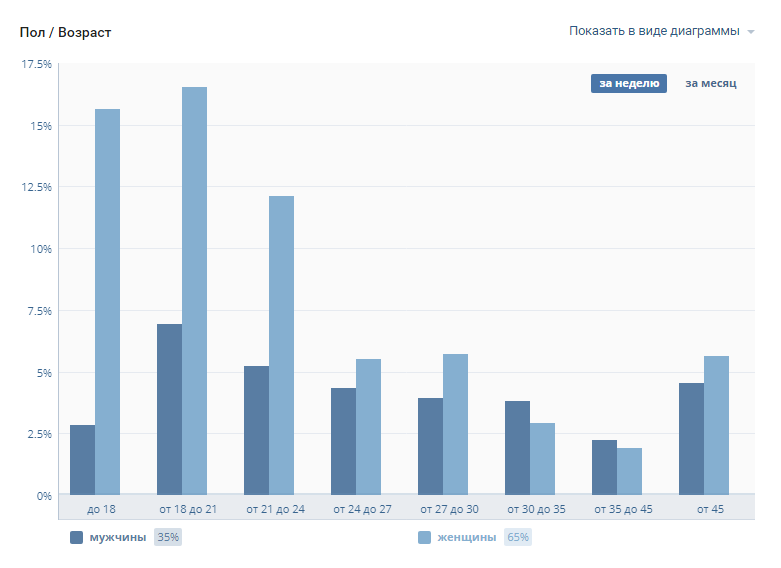 Пол / Возраст
Показать в виде диаграммы
за неделю за месяц
17.5%
15%
12.5%
10%
7.5%
5%
2.5%
0%
до 18 от 18 до 21 от 21 до 24 от 24 до 27 от 27 до 30 от 30 до 35 от 35 до 45 от 45
мужчины 35% женщины 65%